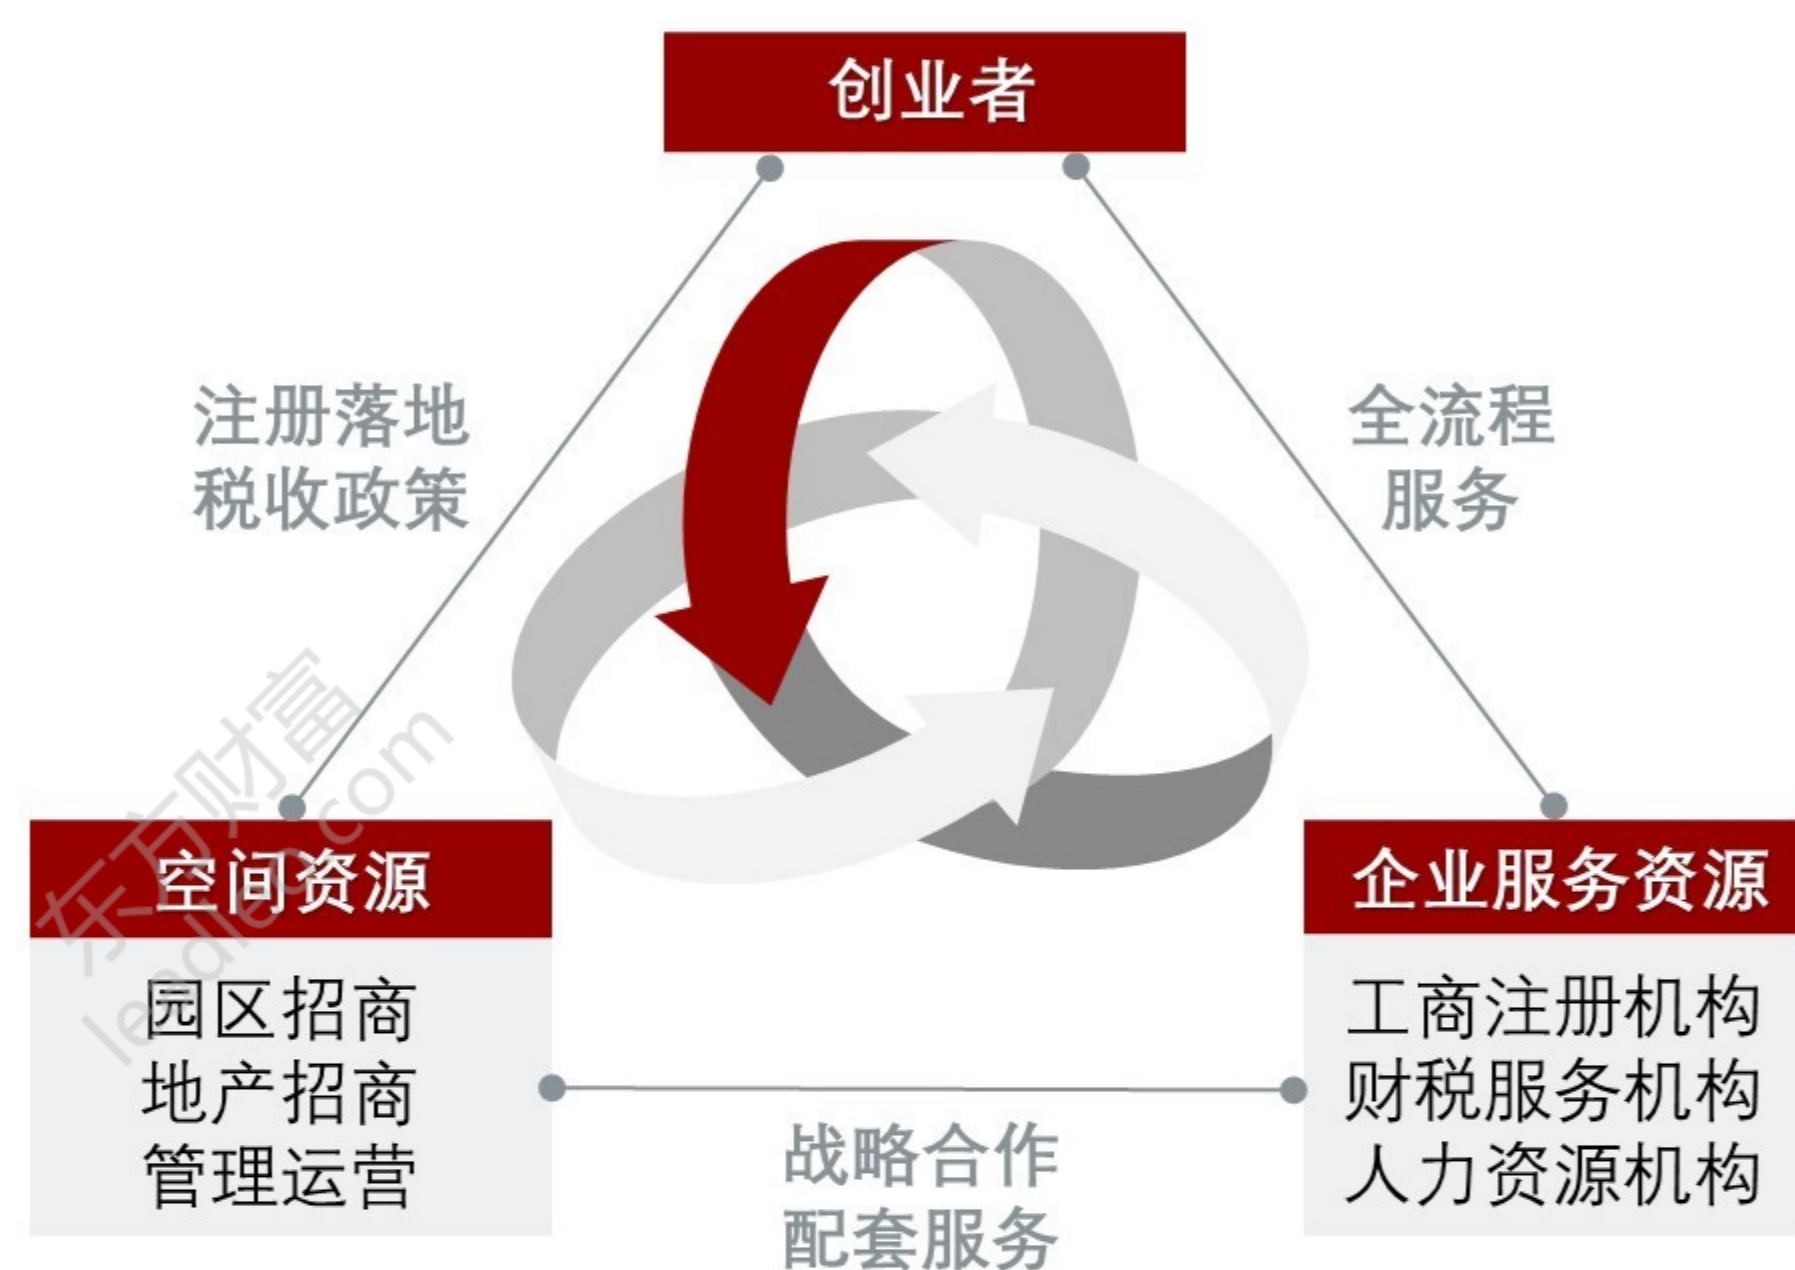 创业者
注册落地
税收政策
全流程
服务
空间资源
园区招商
地产招商
管理运营
企业服务资源
工商注册机构
财税服务机构
人力资源机构
战略合作
配套服务
东方财富